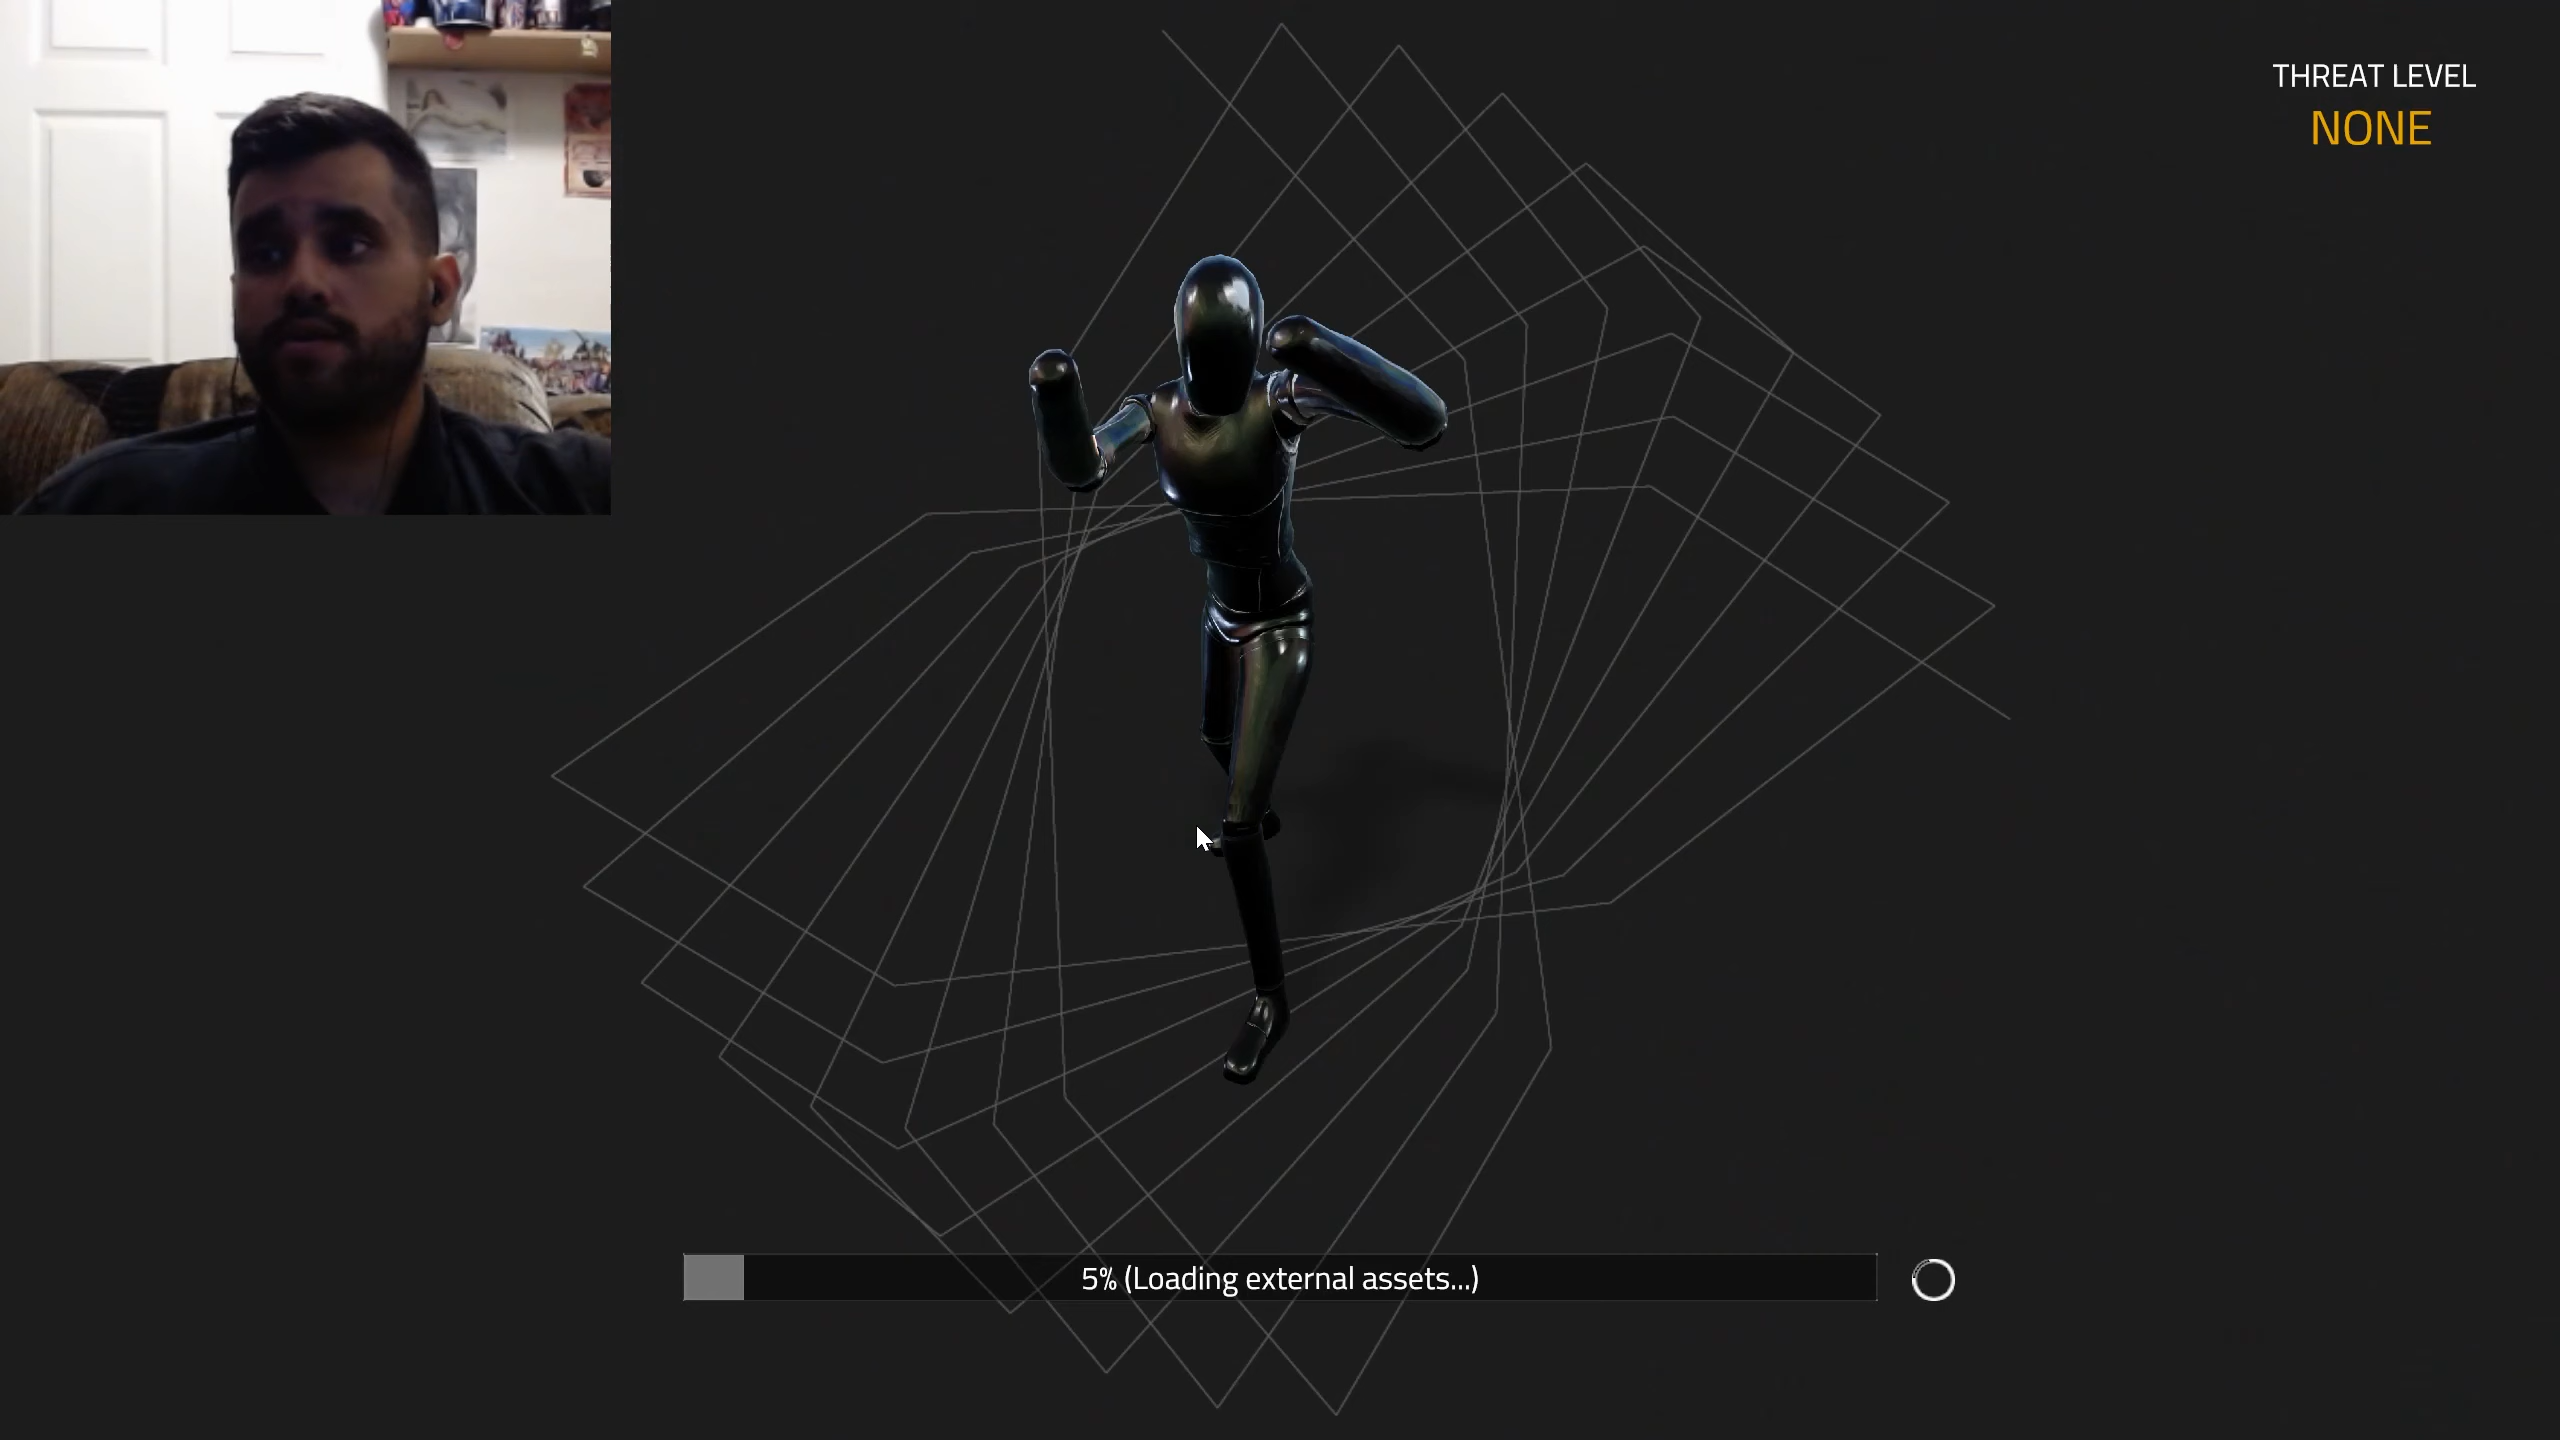 THREAT LEVEL
NONE
5% (Loading external assets...)